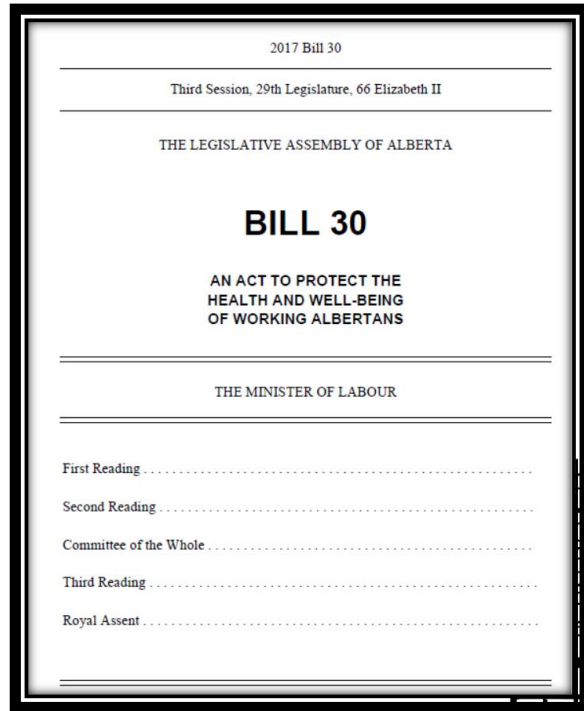 2017 Bill 30
Third Session, 29th Legislature, 66 Elizabeth II
THE LEGISLATIVE ASSEMBLY OF ALBERTA
BILL 30
AN ACT TO PROTECT THE
HEALTH AND WELL-BEING
OF WORKING ALBERTANS
THE MINISTER OF LABOUR
First Reading . . . . . . . . . . . . . . . . . . . . . . . . . . . . . . . . . . . . . . . . . . . . . . . . . . . . . .
Second Reading . . . . . . . . . . . . . . . . . . . . . . . . . . . . . . . . . . . . . . . . . . . . . . . . . . . .
Committee of the Whole . . . . . . . . . . . . . . . . . . . . . . . . . . . . . . . . . . . . . . . . . . . . .
Third Reading . . . . . . . . . . . . . . . . . . . . . . . . . . . . . . . . . . . . . . . . . . . . . . . . . . . . . .
Royal Assent . . . . . . . . . . . . . . . . . . . . . . . . . . . . . . . . . . . . . . . . . . . . . . . . . . . . . . .